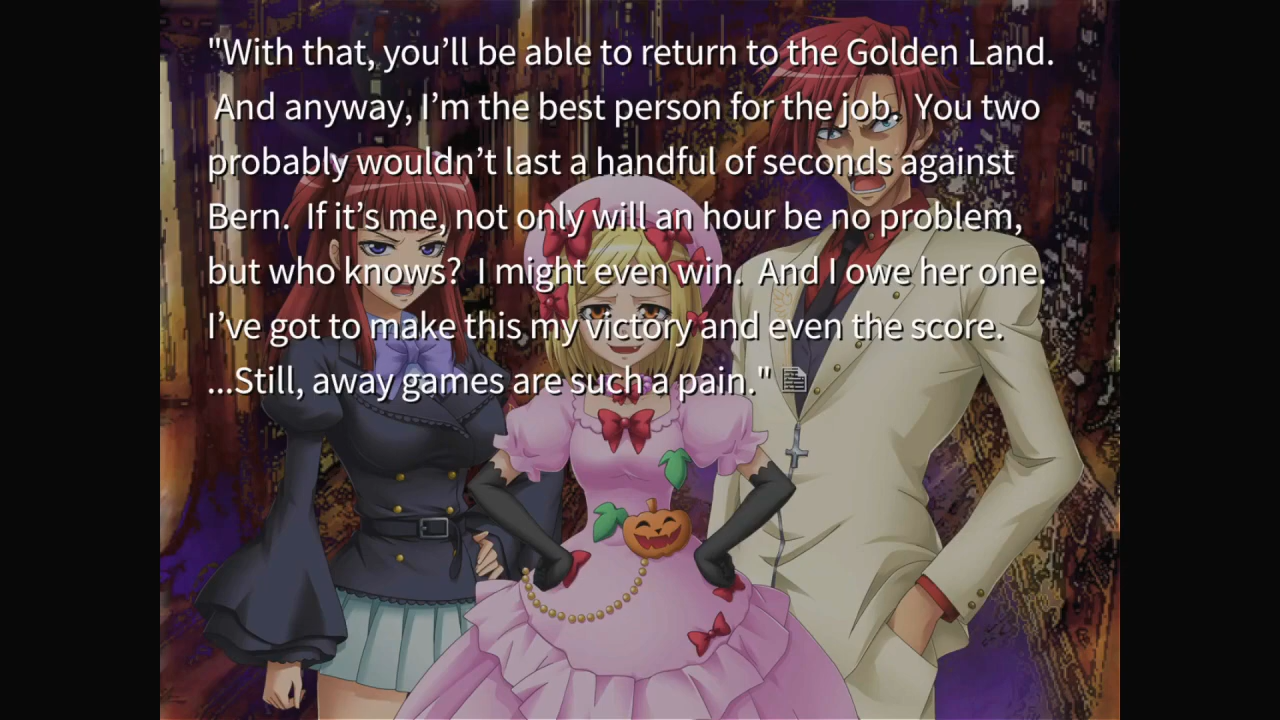 "With that, you’ll be able to return to the Golden Land.
And anyway, I’m the best person for the job.  You two
probably wouldn’t last a handful of seconds against
Bern.  If it’s me, not only will an hour be no problem,
but who knows?  I might even win.  And I owe her one.
I’ve got to make this my victory and even the score.
...Still, away games are such a pain."